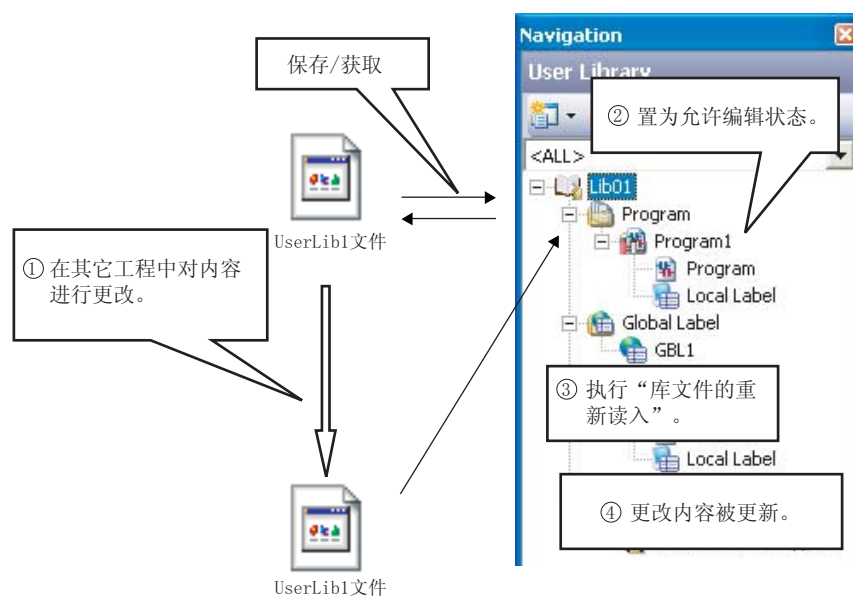 保存/获取
UserLib1文件
① 在其它工程中对内容
进行更改。
UserLib1文件
Navigation
User Library
② 置为允许编辑状态。
<ALL>
Lib01
Program
Program1
Program
Local Label
Global Label
GBL1
③ 执行“库文件的重
新读入”。
Local Label
④ 更改内容被更新。